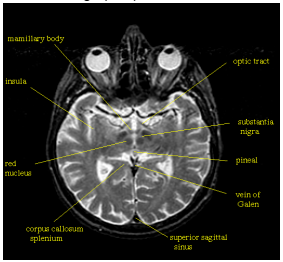 mamillary body
optic tract
insula
substantia
nigra
red
nucleus
pineal
vein of
Galen
corpus callosum
splenium
superior sagittal
sinus